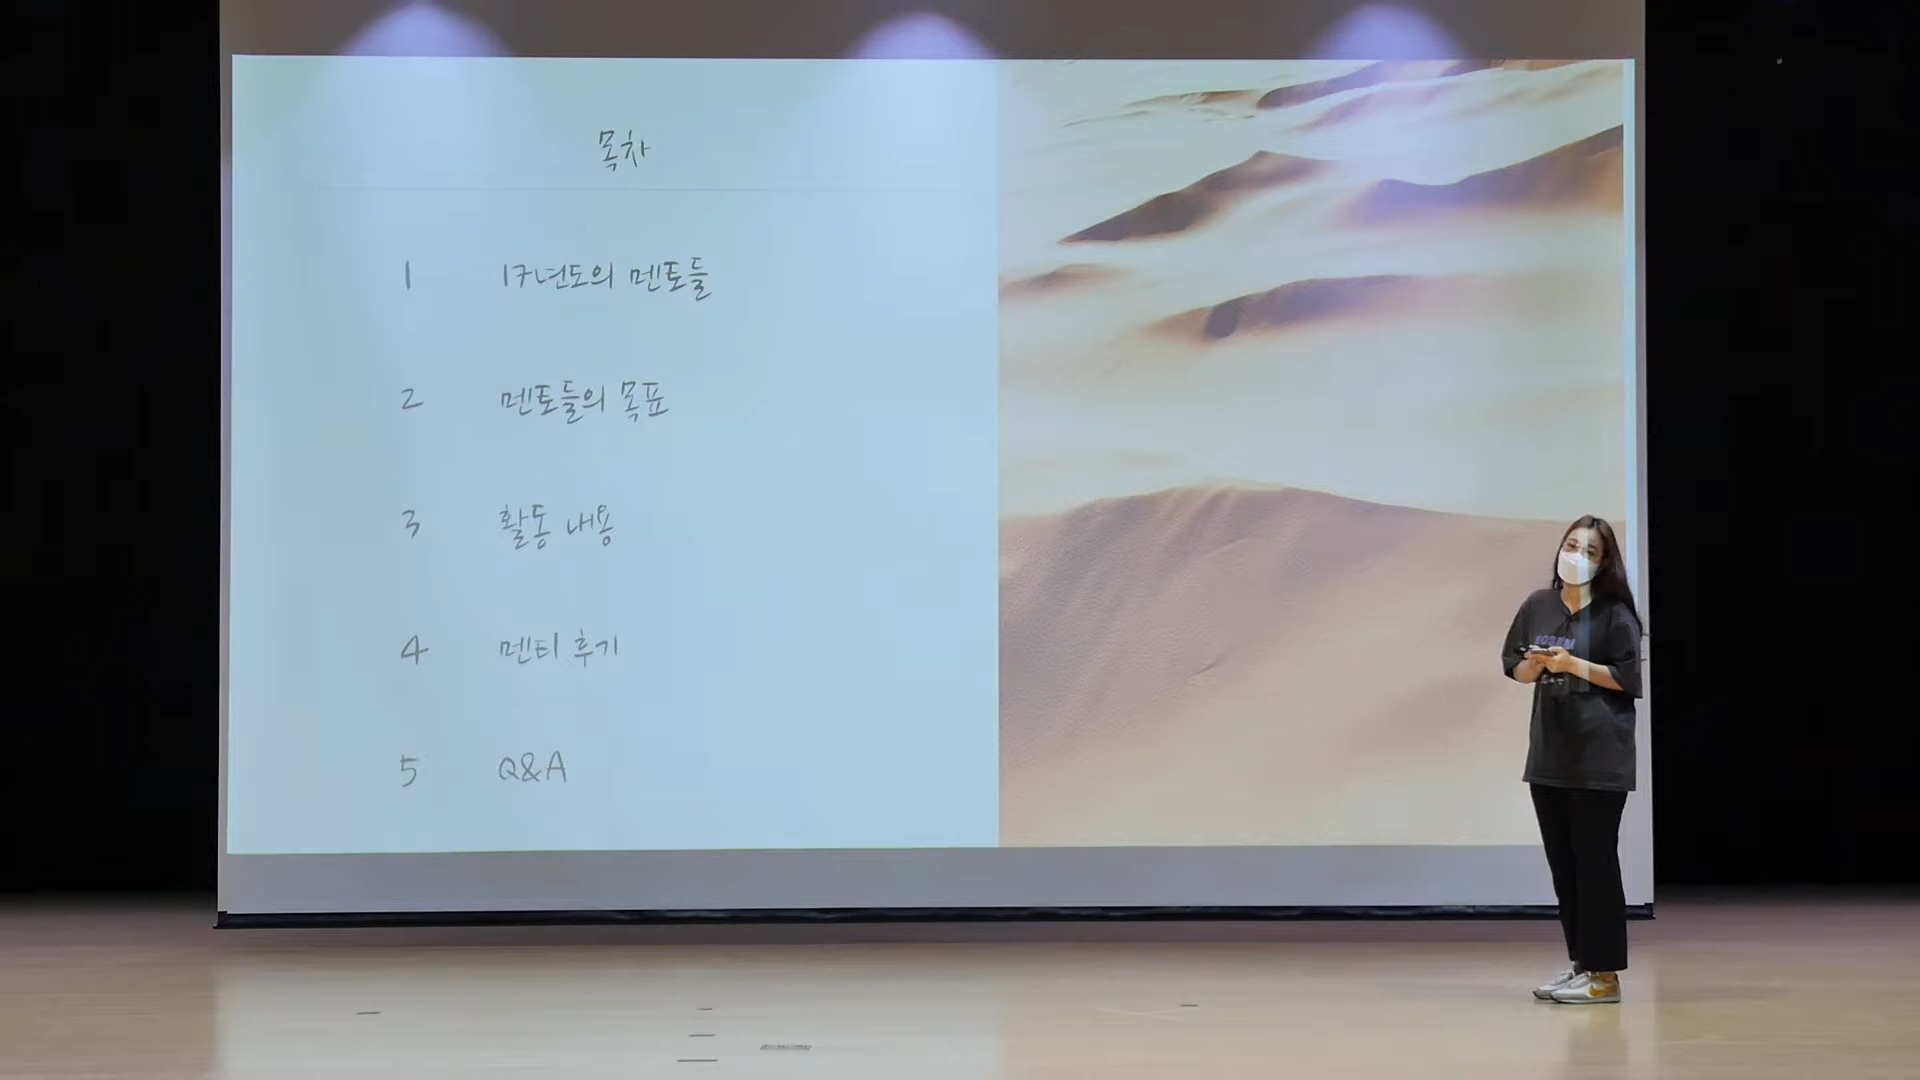 목차
1 17년도의 멘토들
2 멘토들의 목표
3 활동 내용
4 멘티 후기
5 Q&A